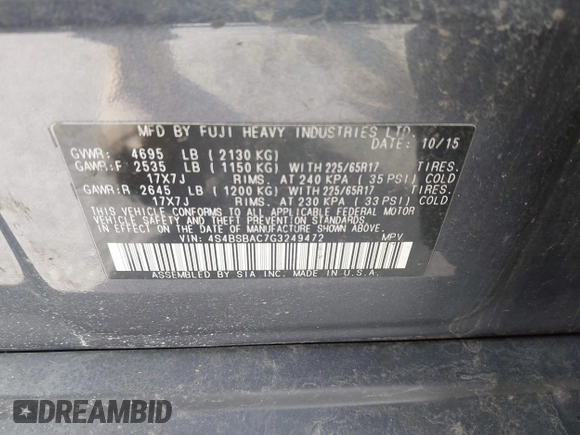 MFD BY FUJI HEAVY INDUSTRIES LTD.
DATE: 10/15
GVWR: 4695 LB (2130 KG)
GAWR:F 2535 LB (1150 KG) WITH 225/65R17 TIRES.
17X7J RIMS. AT 240 KPA (35 PSI) COLD
GAWR:R 2645 LB (1200 KG) WITH 225/65R17 TIRES.
17X7J RIMS. AT 230 KPA (33 PSI) COLD
THIS VEHICLE CONFORMS TO ALL APPLICABLE FEDERAL MOTOR
VEHICLE SAFETY, BUMPER, AND THEFT PREVENTION STANDARDS
IN EFFECT ON THE DATE OF MANUFACTURE SHOWN ABOVE.
VIN: 4S4BSBAC7G3249472 MPV
ASSEMBLED BY SIA INC. MADE IN U.S.A.
DREAMBID